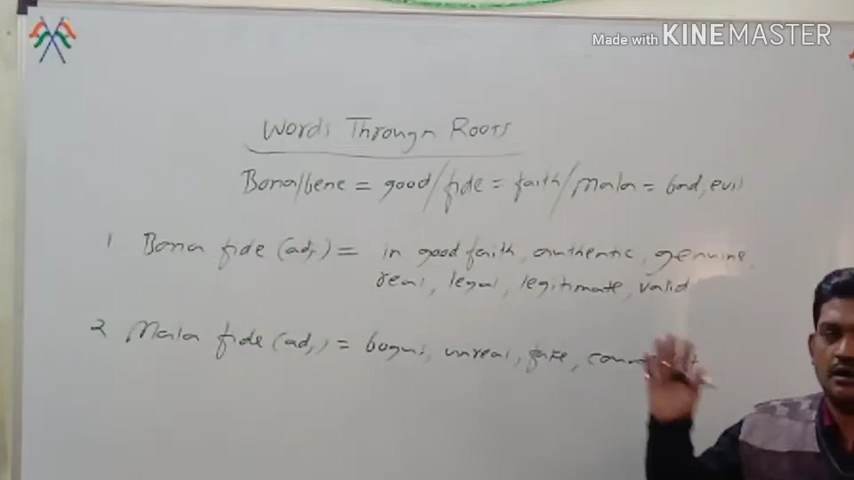 Made with KINEMASTER
Words Through Roots
Bona/bene = good/fide = faith/mala = bad, evil
1 Bona fide (adj) = in good faith, authentic, genuine,
real, legal, legitimate, valid
2 Mala fide (adj) = bogus, unreal, fake,